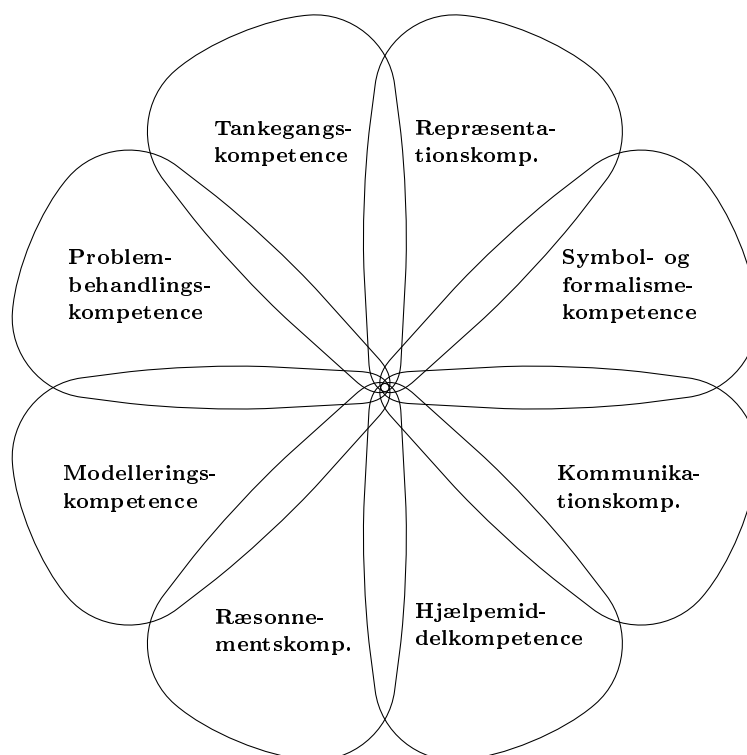 Tankegangs-
kompetence
Repræsenta-
tionskomp.
Problem-
behandlings-
kompetence
Symbol- og
formalisme-
kompetence
Modellerings-
kompetence
Kommunika-
tionskomp.
Ræsonne-
mentskomp.
Hjælpemid-
delkompetence